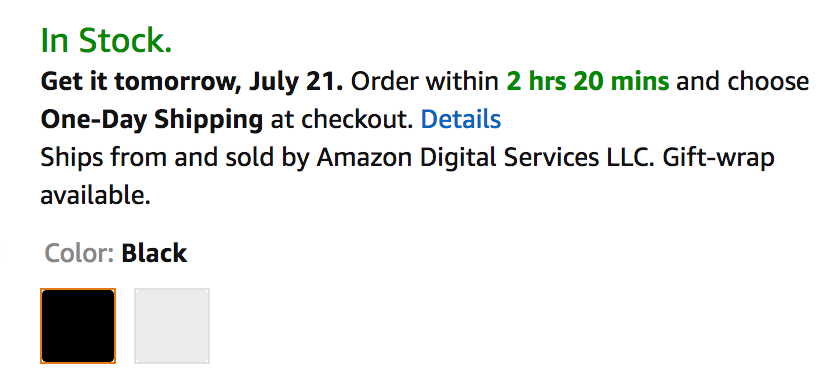 In Stock.
Get it tomorrow, July 21. Order within 2 hrs 20 mins and choose
One-Day Shipping at checkout. Details
Ships from and sold by Amazon Digital Services LLC. Gift-wrap
available.
Color: Black